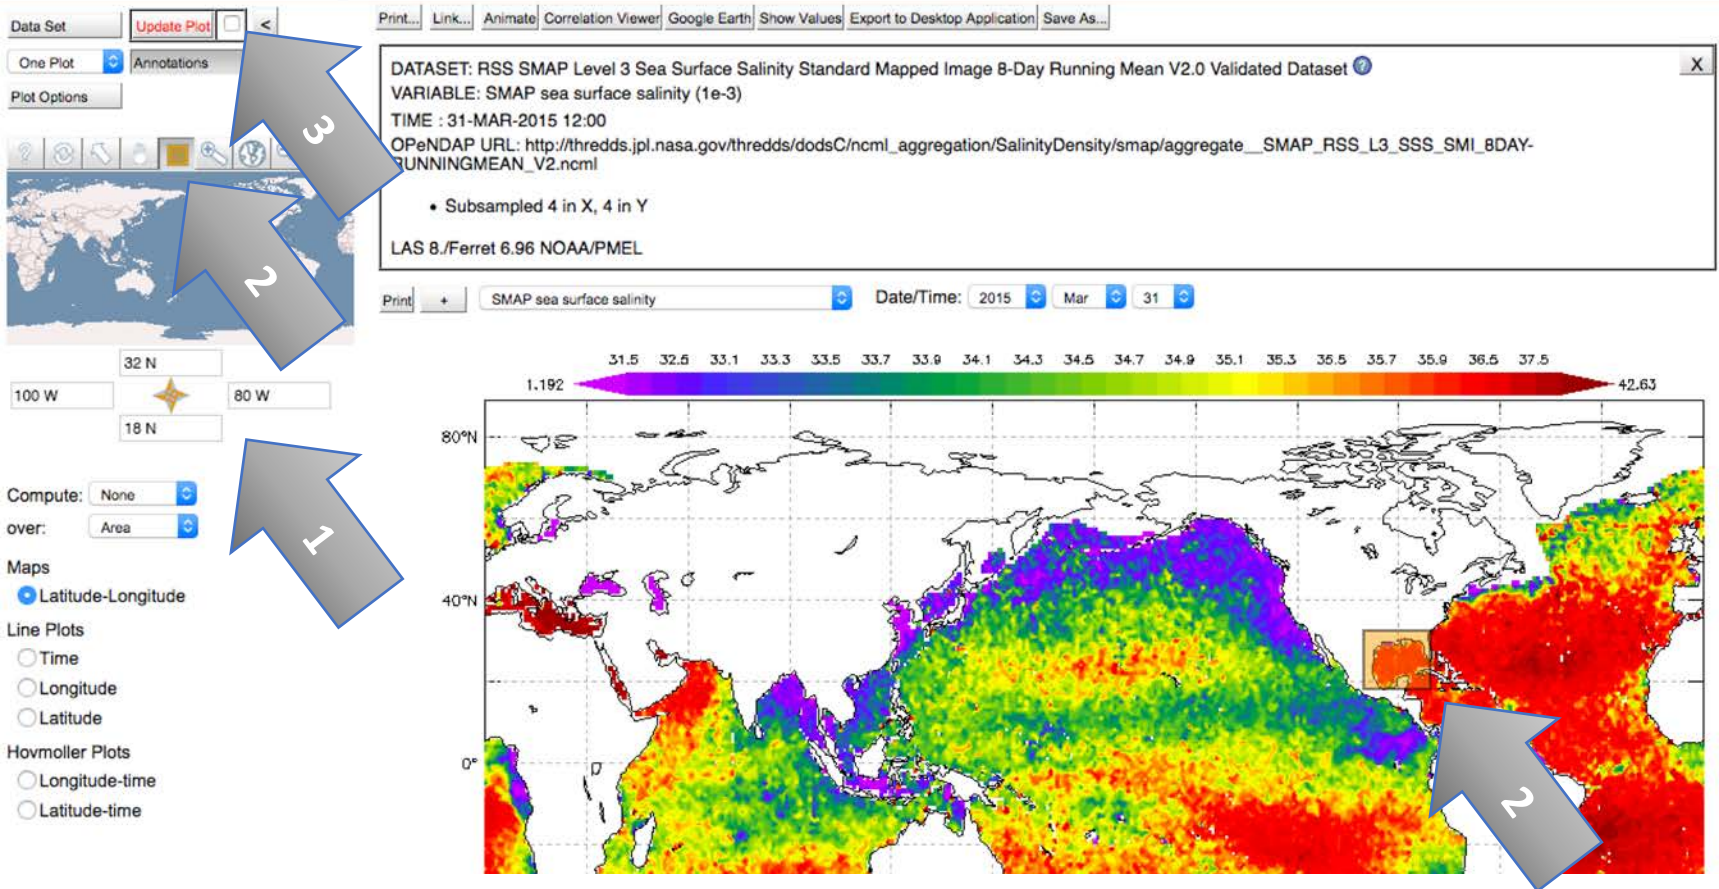 Data Set
Update Plot
<
Print... Link... Animate Correlation Viewer Google Earth Show Values Export to Desktop Application Save As...
One Plot
Annotations
Plot Options
3
2
DATASET: RSS SMAP Level 3 Sea Surface Salinity Standard Mapped Image 8-Day Running Mean V2.0 Validated Dataset ?
X
VARIABLE: SMAP sea surface salinity (1e-3)
TIME : 31-MAR-2015 12:00
OPeNDAP URL: http://thredds.jpl.nasa.gov/thredds/dodsC/ncml_aggregation/SalinityDensity/smap/aggregate__SMAP_RSS_L3_SSS_SMI_8DAY-
RUNNINGMEAN_V2.ncml
• Subsampled 4 in X, 4 in Y
LAS 8./Ferret 6.96 NOAA/PMEL
Print + SMAP sea surface salinity Date/Time: 2015 Mar 31
32 N
100 W 80 W
18 N
1
Compute: None
over: Area
Maps
Latitude-Longitude
Line Plots
Time
Longitude
Latitude
Hovmoller Plots
Longitude-time
Latitude-time
31.5 32.5 33.1 33.3 33.5 33.7 33.9 34.1 34.3 34.5 34.7 34.9 35.1 35.3 35.5 35.7 35.9 36.5 37.5
1.192 42.63
80°N
40°N
0°
2